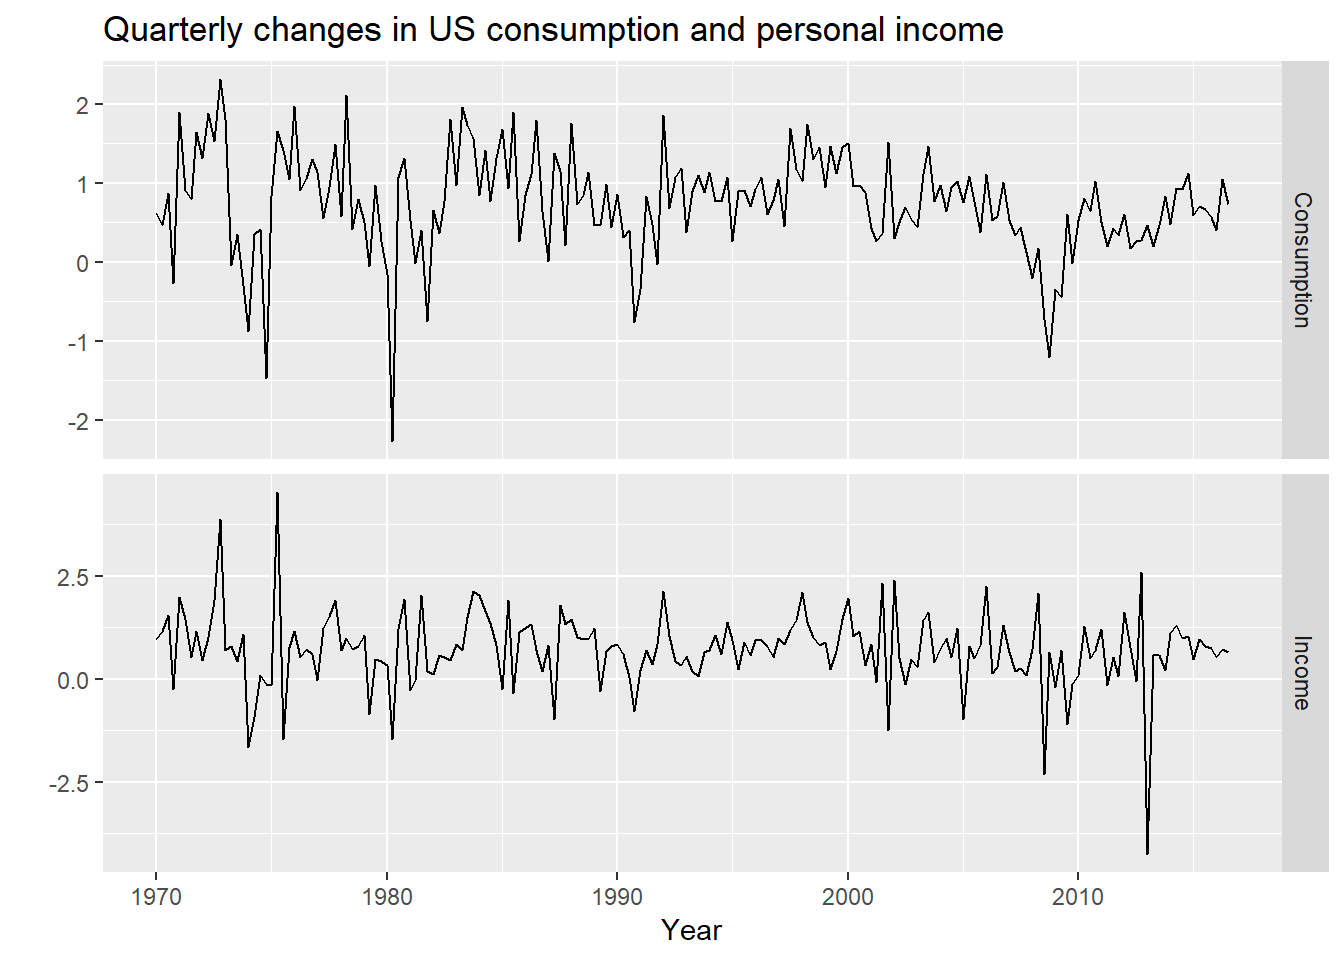 Quarterly changes in US consumption and personal income
2
1
0
-1
-2
Consumption
2.5
0.0
-2.5
Income
1970 1980 1990 2000 2010
Year